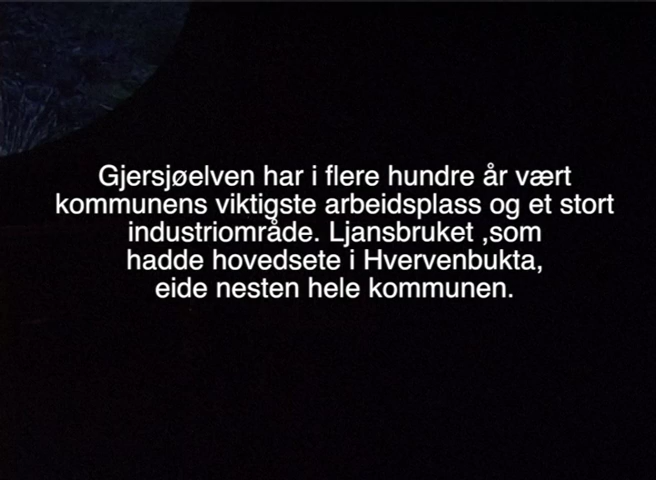 Gjersjøelven har i flere hundre år vært
kommunens viktigste arbeidsplass og et stort
industriområde. Ljansbruket ,som
hadde hovedsete i Hvervenbukta,
eide nesten hele kommunen.